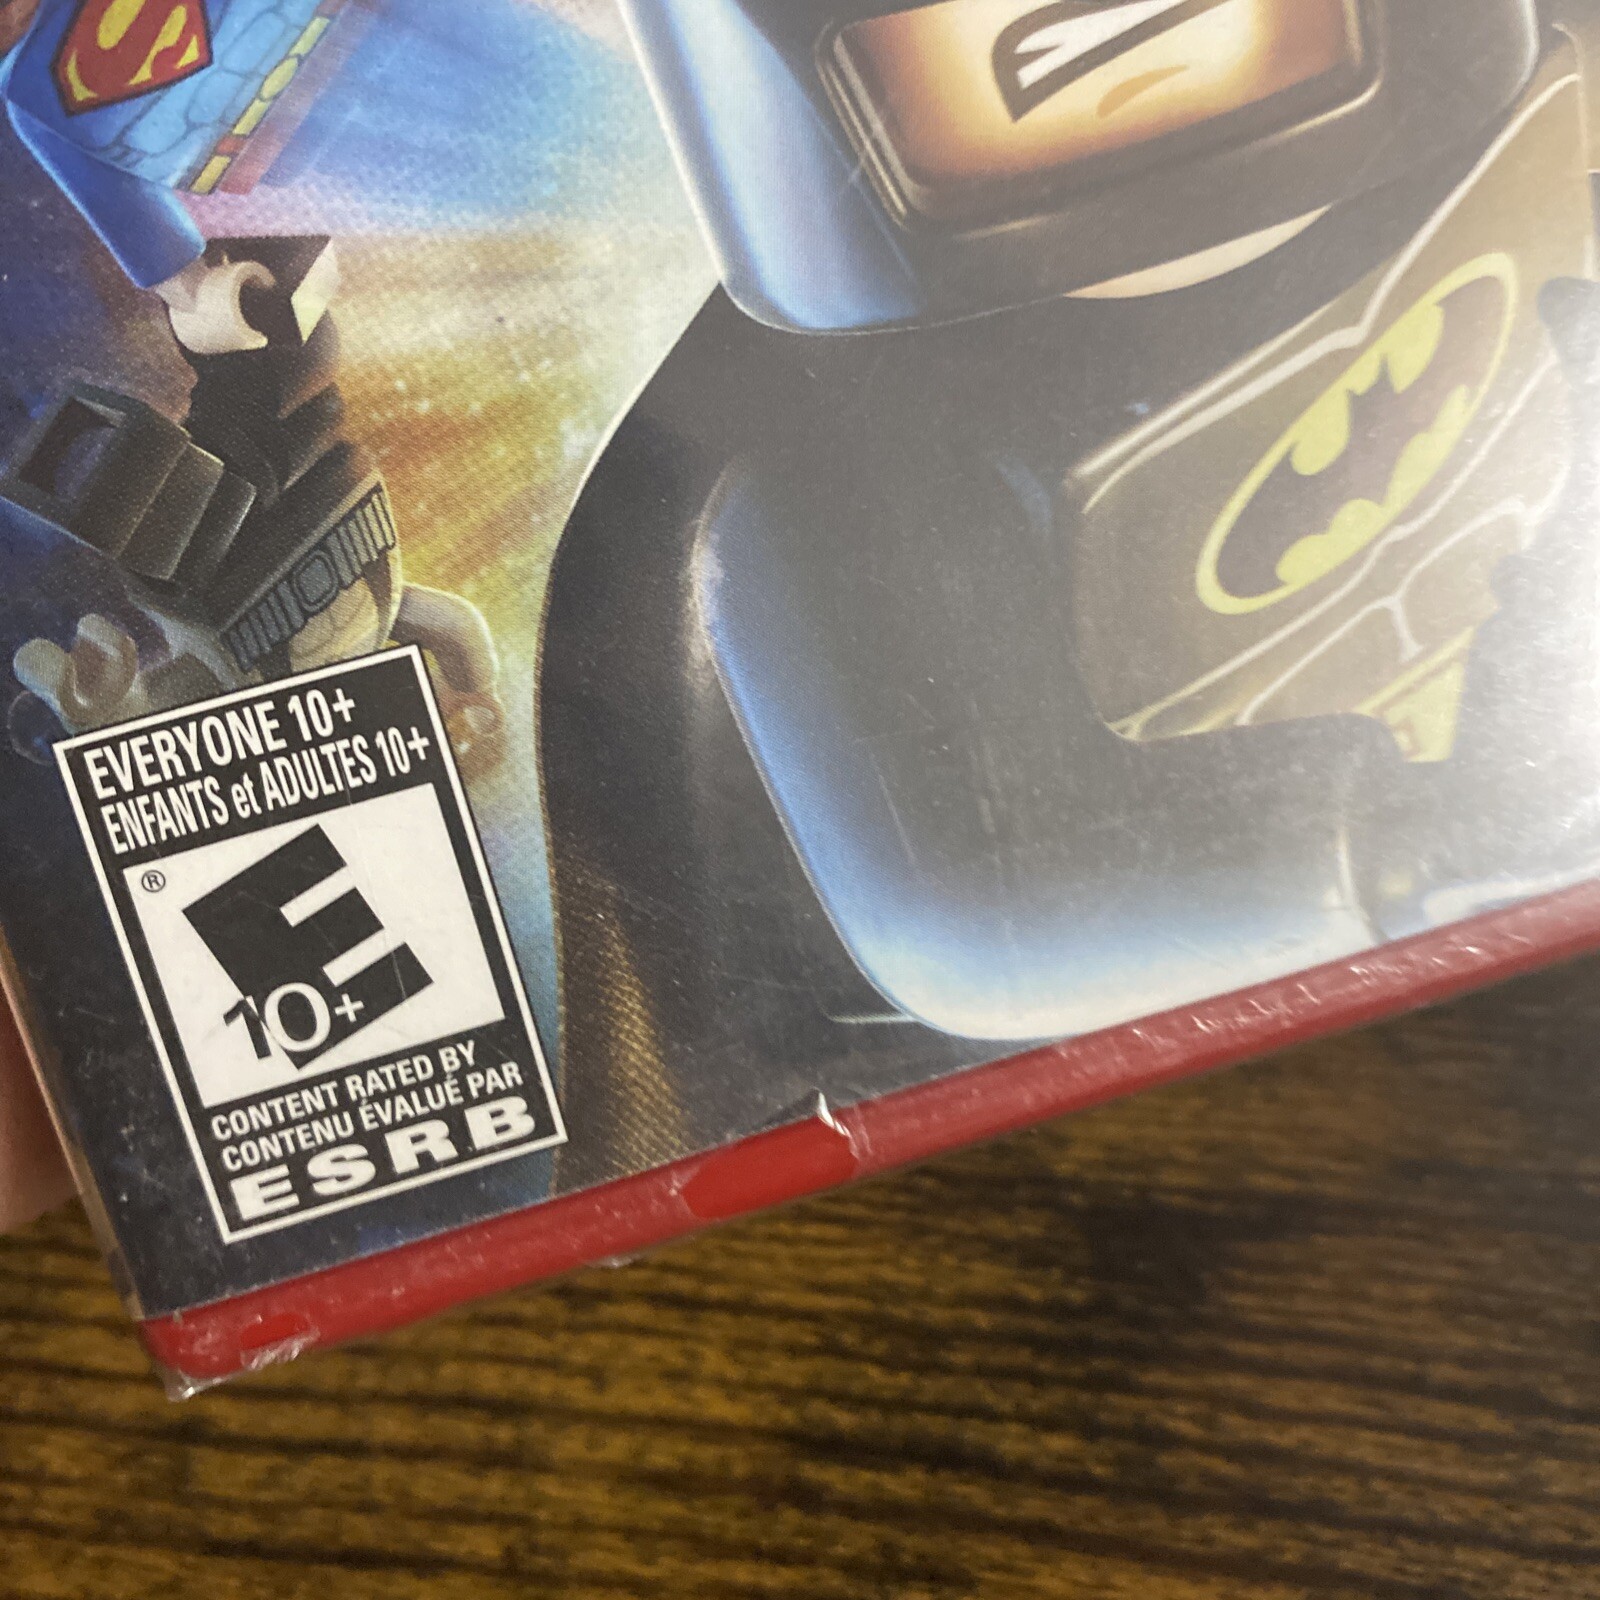 EVERYONE 10+
ENFANTS et ADULTES 10+
®
E
10+
CONTENT RATED BY
CONTENU ÉVALUÉ PAR
ESRB